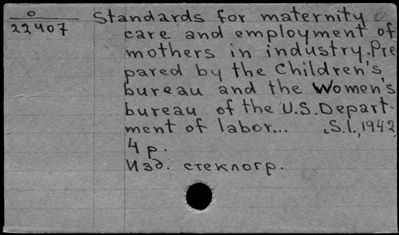 0
22407
Standards for maternity
care and employment of
mothers in industry. Pre
pared by the Children's
bureau and the Women's
bureau of the U.S. Depart-
ment of labor... S.l., 1942
4 p.
Изд. стеклогр.